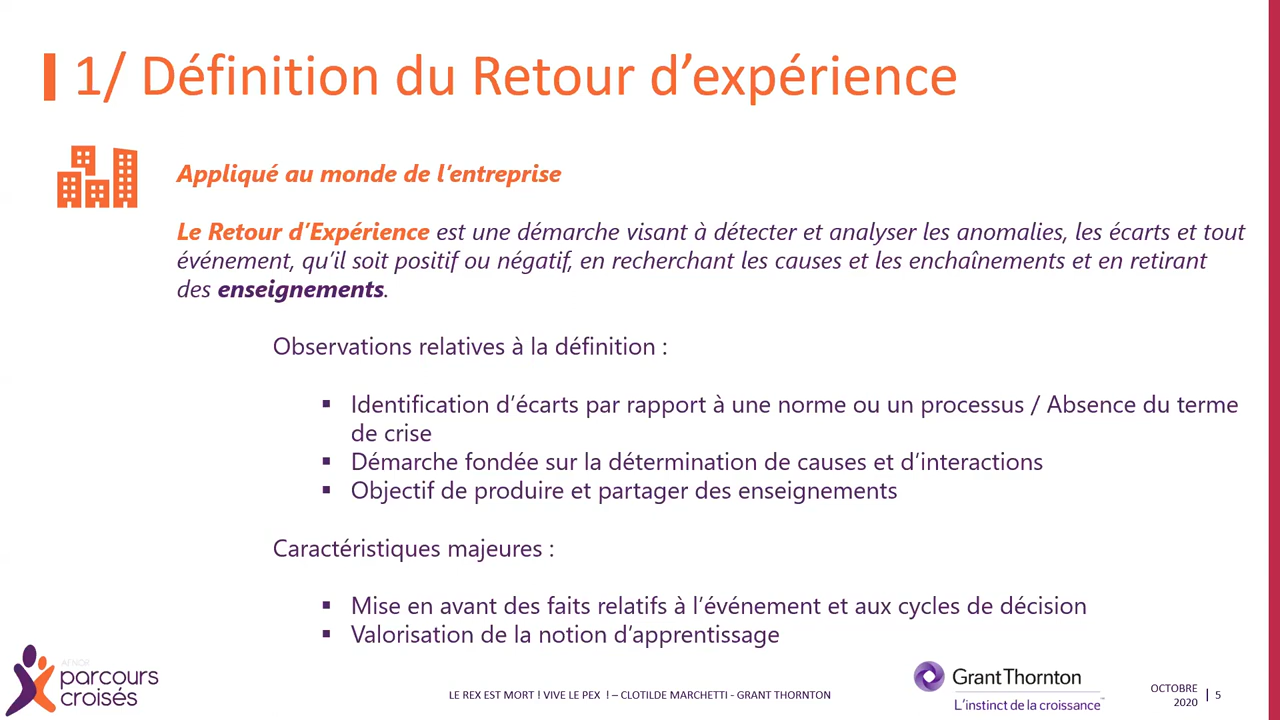 1/ Définition du Retour d’expérience
Appliqué au monde de l’entreprise
Le Retour d’Expérience est une démarche visant à détecter et analyser les anomalies, les écarts et tout
événement, qu’il soit positif ou négatif, en recherchant les causes et les enchaînements et en retirant
des enseignements.
Observations relatives à la définition :
▪ Identification d’écarts par rapport à une norme ou un processus / Absence du terme
de crise
▪ Démarche fondée sur la détermination de causes et d’interactions
▪ Objectif de produire et partager des enseignements
Caractéristiques majeures :
▪ Mise en avant des faits relatifs à l’événement et aux cycles de décision
▪ Valorisation de la notion d’apprentissage
AFNOR
parcours
croisés
LE REX EST MORT ! VIVE LE PEX ! – CLOTILDE MARCHETTI - GRANT THORNTON
Grant Thornton
L’instinct de la croissance™
OCTOBRE
2020
5